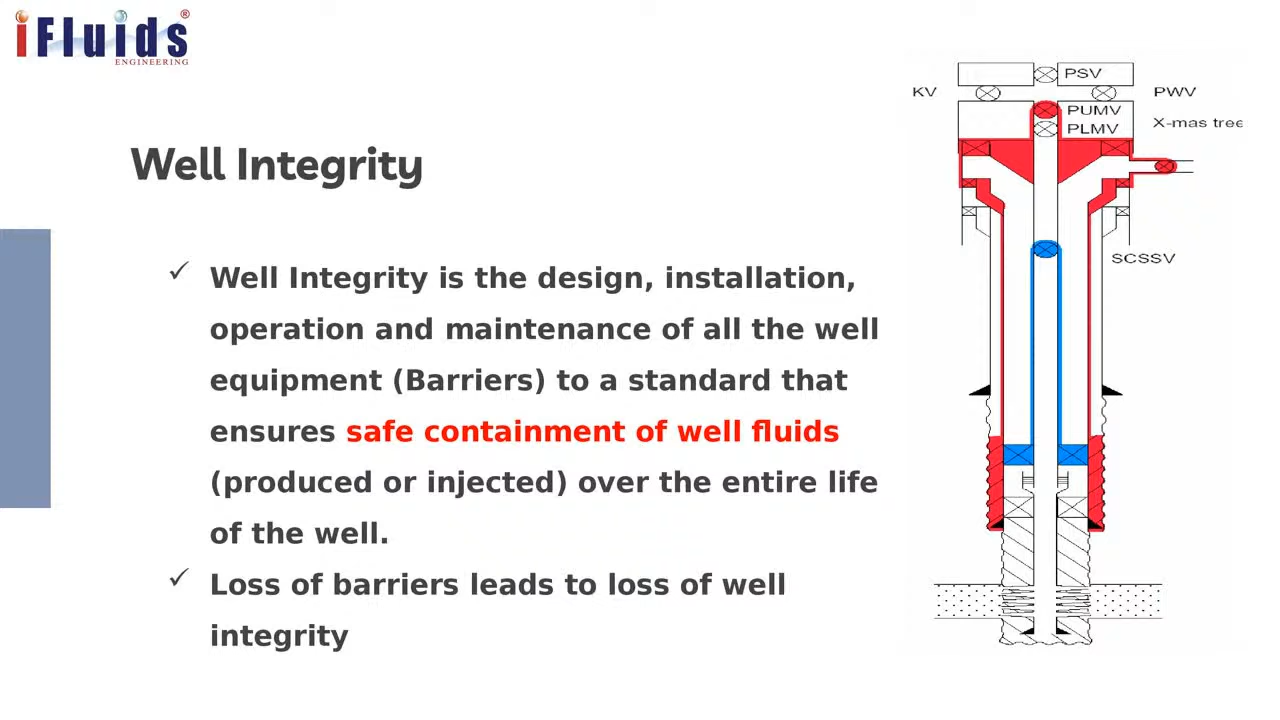 iFluids®
ENGINEERING
KV
PSV
PWV
PUMV
PLMV
X-mas tree
Well Integrity
SCSSV
✓ Well Integrity is the design, installation,
operation and maintenance of all the well
equipment (Barriers) to a standard that
ensures safe containment of well fluids
(produced or injected) over the entire life
of the well.
✓ Loss of barriers leads to loss of well
integrity